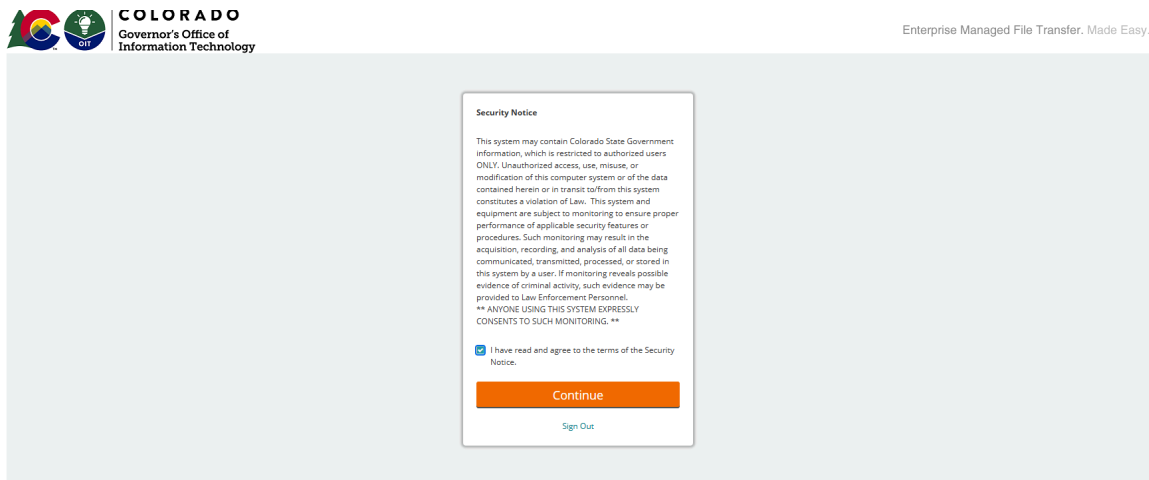 COLORADO
Governor's Office of
Information Technology
OIT
Enterprise Managed File Transfer. Made Easy.
Security Notice
This system may contain Colorado State Government
information, which is restricted to authorized users
ONLY. Unauthorized access, use, misuse, or
modification of this computer system or of the data
contained herein or in transit to/from this system
constitutes a violation of Law. This system and
equipment are subject to monitoring to ensure proper
performance of applicable security features or
procedures. Such monitoring may result in the
acquisition, recording, and analysis of all data being
communicated, transmitted, processed, or stored in
this system by a user. If monitoring reveals possible
evidence of criminal activity, such evidence may be
provided to Law Enforcement Personnel.
** ANYONE USING THIS SYSTEM EXPRESSLY
CONSENTS TO SUCH MONITORING. **
I have read and agree to the terms of the Security
Notice.
Continue
Sign Out